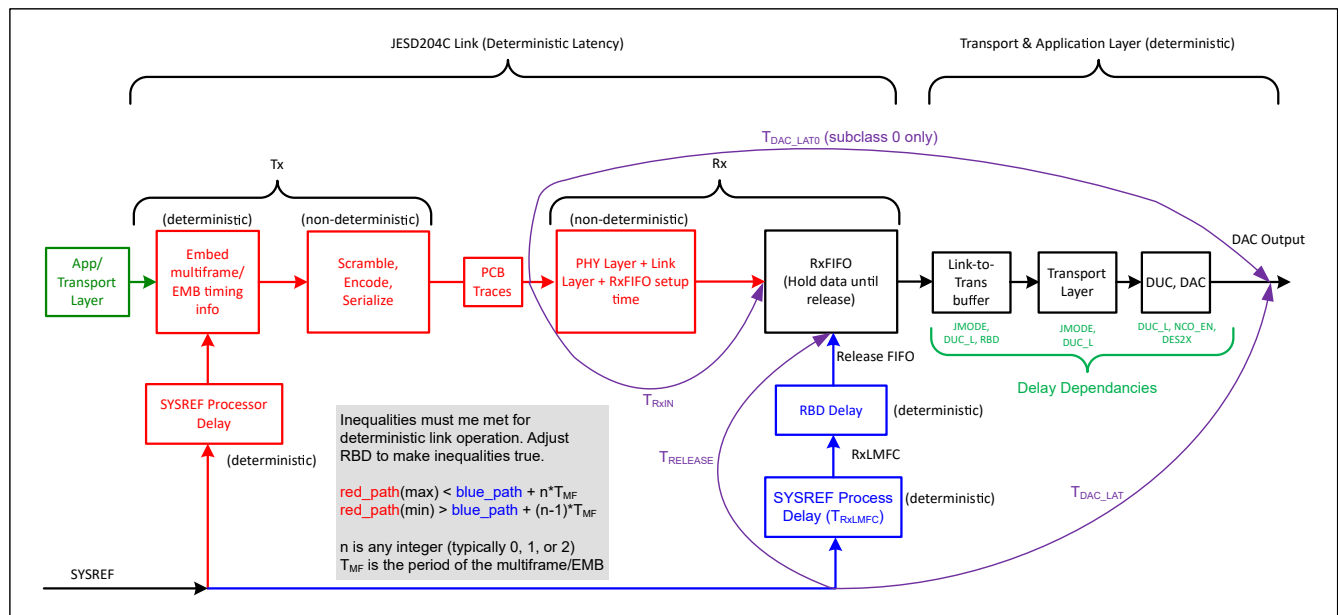 JESD204C Link (Deterministic Latency)
Transport & Application Layer (deterministic)
T_DAC_LAT0 (subclass 0 only)
Tx
Rx
(deterministic)
(non-deterministic)
(non-deterministic)
DAC Output
App/
Transport
Layer
Embed
multiframe/
EMB timing
info
Scramble,
Encode,
Serialize
PCB
Traces
PHY Layer + Link
Layer + RxFIFO setup
time
RxFIFO
(Hold data until
release)
Link-to-
Trans
buffer
Transport
Layer
DUC, DAC
JMODE,
DUC_L, RBD
JMODE,
DUC_L
DUC_L, NCO_EN,
DES2X
Delay Dependancies
Release FIFO
T_RxIN
SYSREF Processor
Delay
(deterministic)
RBD Delay
(deterministic)
T_RELEASE
RxLMFC
SYSREF Process
Delay (T_RxLMFC)
(deterministic)
T_DAC_LAT
Inequalities must me met for
deterministic link operation. Adjust
RBD to make inequalities true.
red_path(max) < blue_path + n*T_MF
red_path(min) > blue_path + (n-1)*T_MF
n is any integer (typically 0, 1, or 2)
T_MF is the period of the multiframe/EMB
SYSREF